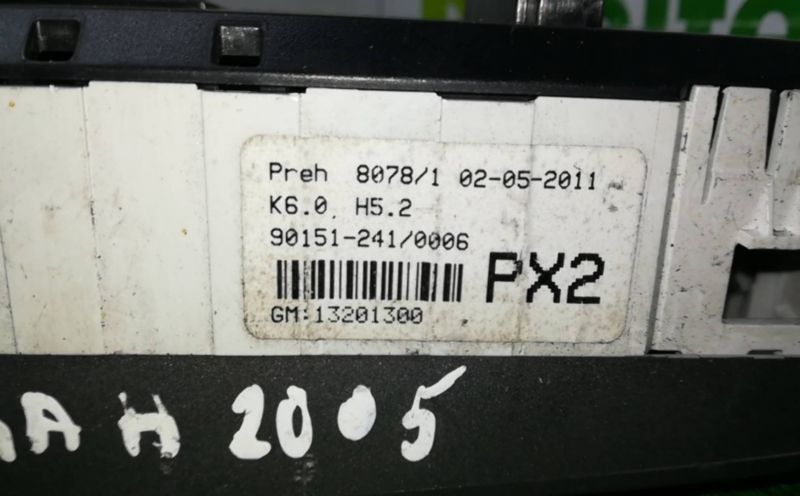 Preh 8078/1 02-05-2011
K6.0, H5.2
90151-241/0006
PX2
GM:13201300
2005